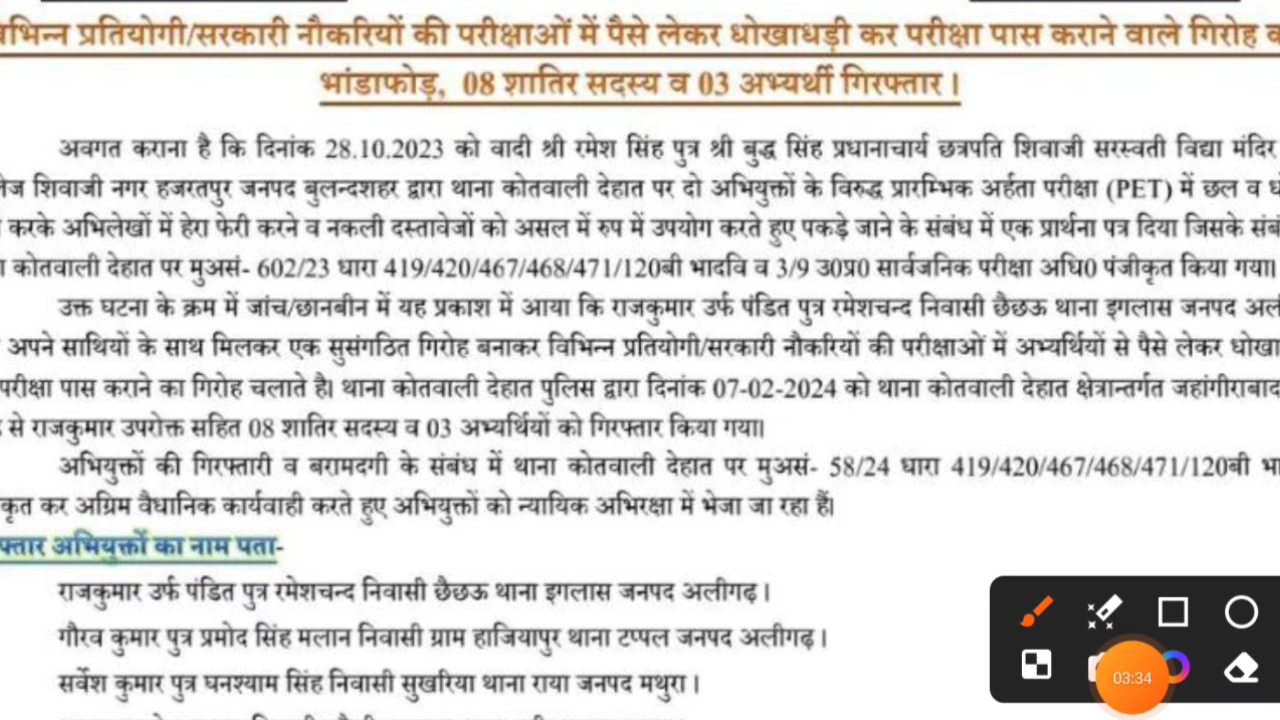 भिन्न प्रतियोगी/सरकारी नौकरियों की परीक्षाओं में पैसे लेकर धोखाधड़ी कर परीक्षा पास कराने वाले गिरोह
भांडाफोड़, 08 शातिर सदस्य व 03 अभ्यर्थी गिरफ्तार।
अवगत कराना है कि दिनांक 28.10.2023 को वादी श्री रमेश सिंह पुत्र श्री बुद्ध सिंह प्रधानाचार्य छत्रपति शिवाजी सरस्वती विद्या मंदिर
शिवाजी नगर हजरतपुर जनपद बुलन्दशहर द्वारा थाना कोतवाली देहात पर दो अभियुक्तों के विरुद्ध प्रारम्भिक अर्हता परीक्षा (PET) में छल व
करके अभिलेखों में हेरा फेरी करने व नकली दस्तावेजों को असल में रुप में उपयोग करते हुए पकड़े जाने के संबंध में एक प्रार्थना पत्र दिया जिसके
कोतवाली देहात पर मुअसं- 602/23 धारा 419/420/467/468/471/120बी भादवि व 3/9 उ0प्र0 सार्वजनिक परीक्षा अधि0 पंजीकृत किया गया।
उक्त घटना के क्रम में जांच/छानबीन में यह प्रकाश में आया कि राजकुमार उर्फ पंडित पुत्र रमेशचन्द निवासी छैछऊ थाना इगलास जनपद
अपने साथियों के साथ मिलकर एक सुसंगठित गिरोह बनाकर विभिन्न प्रतियोगी/सरकारी नौकरियों की परीक्षाओं में अभ्यर्थियों से पैसे लेकर धोखा
परीक्षा पास कराने का गिरोह चलाते है। थाना कोतवाली देहात पुलिस द्वारा दिनांक 07-02-2024 को थाना कोतवाली देहात क्षेत्रान्तर्गत जहांगीराबाद
से राजकुमार उपरोक्त सहित 08 शातिर सदस्य व 03 अभ्यर्थियों को गिरफ्तार किया गया।
अभियुक्तों की गिरफ्तारी व बरामदगी के संबंध में थाना कोतवाली देहात पर मुअसं- 58/24 धारा 419/420/467/468/471/120बी
कृत कर अग्रिम वैधानिक कार्यवाही करते हुए अभियुक्तों को न्यायिक अभिरक्षा में भेजा जा रहा हैं।
फ्तार अभियुक्तों का नाम पता-
राजकुमार उर्फ पंडित पुत्र रमेशचन्द निवासी छैछऊ थाना इगलास जनपद अलीगढ़।
गौरव कुमार पुत्र प्रमोद सिंह मलान निवासी ग्राम हाजियापुर थाना टप्पल जनपद अलीगढ़।
सर्वेश कुमार पुत्र घनश्याम सिंह निवासी सुखरिया थाना राया जनपद मथुरा।
03:34